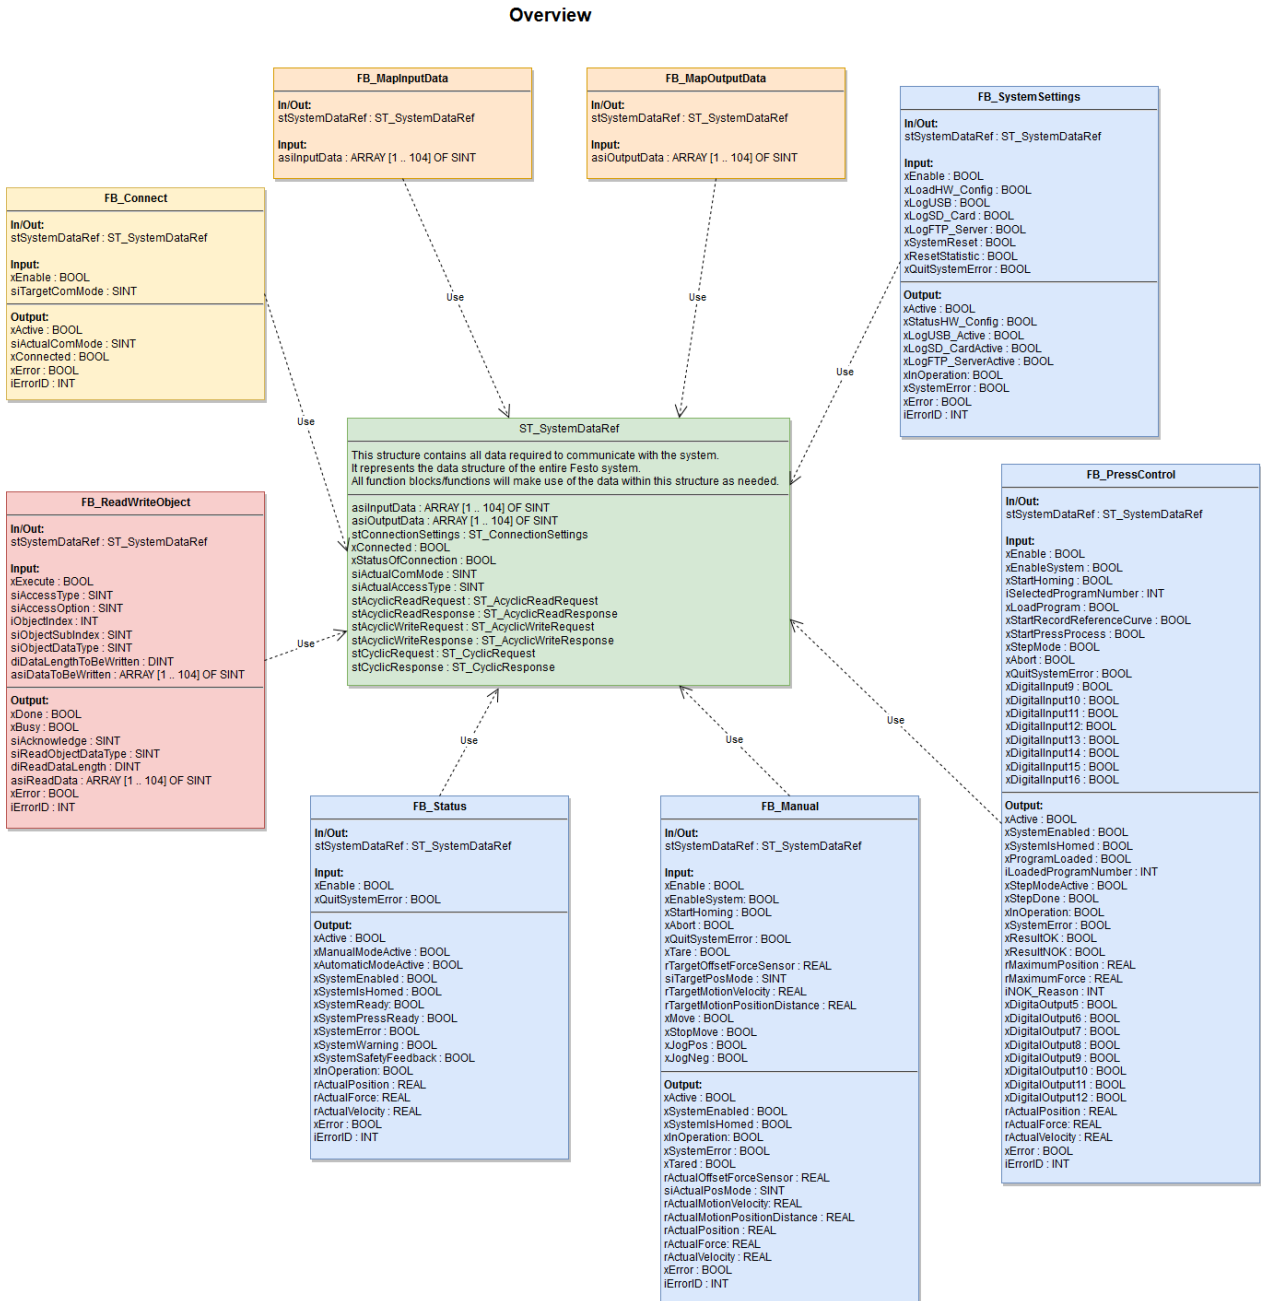 Overview
FB_MapInputData
In/Out:
stSystemDataRef : ST_SystemDataRef
Input:
asiInputData : ARRAY [1 .. 104] OF SINT
FB_MapOutputData
In/Out:
stSystemDataRef : ST_SystemDataRef
Input:
asiOutputData : ARRAY [1 .. 104] OF SINT
FB_SystemSettings
In/Out:
stSystemDataRef : ST_SystemDataRef
Input:
xEnable : BOOL
xLoadHW_Config : BOOL
xLogUSB : BOOL
xLogSD_Card : BOOL
xLogFTP_Server : BOOL
xSystemReset : BOOL
xResetStatistic : BOOL
xQuitSystemError : BOOL
Output:
xActive : BOOL
xStatusHW_Config : BOOL
xLogUSB_Active : BOOL
xLogSD_CardActive : BOOL
xLogFTP_ServerActive : BOOL
xInOperation: BOOL
xSystemError : BOOL
xError : BOOL
iErrorID : INT
FB_Connect
In/Out:
stSystemDataRef : ST_SystemDataRef
Input:
xEnable : BOOL
siTargetComMode : SINT
Output:
xActive : BOOL
siActualComMode : SINT
xConnected : BOOL
xError : BOOL
iErrorID : INT
Use
Use
Use
Use
ST_SystemDataRef
This structure contains all data required to communicate with the system.
It represents the data structure of the entire Festo system.
All function blocks/functions will make use of the data within this structure as needed.
asiInputData : ARRAY [1 .. 104] OF SINT
asiOutputData : ARRAY [1 .. 104] OF SINT
stConnectionSettings : ST_ConnectionSettings
xConnected : BOOL
xStatusOfConnection : BOOL
siActualComMode : SINT
siActualAccessType : SINT
stAcyclicReadRequest : ST_AcyclicReadRequest
stAcyclicReadResponse : ST_AcyclicReadResponse
stAcyclicWriteRequest : ST_AcyclicWriteRequest
stAcyclicWriteResponse : ST_AcyclicWriteResponse
stCyclicRequest : ST_CyclicRequest
stCyclicResponse : ST_CyclicResponse
FB_ReadWriteObject
In/Out:
stSystemDataRef : ST_SystemDataRef
Input:
xExecute : BOOL
siAccessType : SINT
siAccessOption : SINT
iObjectIndex : INT
siObjectSubIndex : SINT
siObjectDataType : SINT
diDataLengthToBeWritten : DINT
asiDataToBeWritten : ARRAY [1 .. 104] OF SINT
Output:
xDone : BOOL
xBusy : BOOL
siAcknowledge : SINT
siReadObjectDataType : SINT
diReadDataLength : DINT
asiReadData : ARRAY [1 .. 104] OF SINT
xError : BOOL
iErrorID : INT
Use
Use
Use
Use
FB_PressControl
In/Out:
stSystemDataRef : ST_SystemDataRef
Input:
xEnable : BOOL
xEnableSystem : BOOL
xStartHoming : BOOL
iSelectedProgramNumber : INT
xLoadProgram : BOOL
xStartRecordReferenceCurve : BOOL
xStartPressProcess : BOOL
xStepMode : BOOL
xAbort : BOOL
xQuitSystemError : BOOL
xDigitalInput9 : BOOL
xDigitalInput10 : BOOL
xDigitalInput11 : BOOL
xDigitalInput12: BOOL
xDigitalInput13 : BOOL
xDigitalInput14 : BOOL
xDigitalInput15 : BOOL
xDigitalInput16 : BOOL
Output:
xActive : BOOL
xSystemEnabled : BOOL
xSystemIsHomed : BOOL
xProgramLoaded : BOOL
iLoadedProgramNumber : INT
xStepModeActive : BOOL
xStepDone : BOOL
xInOperation: BOOL
xSystemError : BOOL
xResultOK : BOOL
xResultNOK : BOOL
rMaximumPosition : REAL
rMaximumForce : REAL
iNOK_Reason : INT
xDigitaOutput5 : BOOL
xDigitalOutput6 : BOOL
xDigitalOutput7 : BOOL
xDigitalOutput8 : BOOL
xDigitalOutput9 : BOOL
xDigitalOutput10 : BOOL
xDigitalOutput11 : BOOL
xDigitalOutput12 : BOOL
rActualPosition : REAL
rActualForce: REAL
rActualVelocity : REAL
xError : BOOL
iErrorID : INT
FB_Status
In/Out:
stSystemDataRef : ST_SystemDataRef
Input:
xEnable : BOOL
xQuitSystemError : BOOL
Output:
xActive : BOOL
xManualModeActive : BOOL
xAutomaticModeActive : BOOL
xSystemEnabled : BOOL
xSystemIsHomed : BOOL
xSystemReady: BOOL
xSystemPressReady : BOOL
xSystemError : BOOL
xSystemWarning : BOOL
xSystemSafetyFeedback : BOOL
xInOperation: BOOL
rActualPosition : REAL
rActualForce: REAL
rActualVelocity : REAL
xError : BOOL
iErrorID : INT
FB_Manual
In/Out:
stSystemDataRef : ST_SystemDataRef
Input:
xEnable : BOOL
xEnableSystem: BOOL
xStartHoming : BOOL
xAbort : BOOL
xQuitSystemError : BOOL
xTare : BOOL
rTargetOffsetForceSensor : REAL
siTargetPosMode : SINT
rTargetMotionVelocity : REAL
rTargetMotionPositionDistance : REAL
xMove : BOOL
xStopMove : BOOL
xJogPos : BOOL
xJogNeg : BOOL
Output:
xActive : BOOL
xSystemEnabled : BOOL
xSystemIsHomed : BOOL
xInOperation: BOOL
xSystemError : BOOL
xTared : BOOL
rActualOffsetForceSensor : REAL
siActualPosMode : SINT
rActualMotionVelocity: REAL
rActualMotionPositionDistance : REAL
rActualPosition : REAL
rActualForce: REAL
rActualVelocity : REAL
xError : BOOL
iErrorID : INT